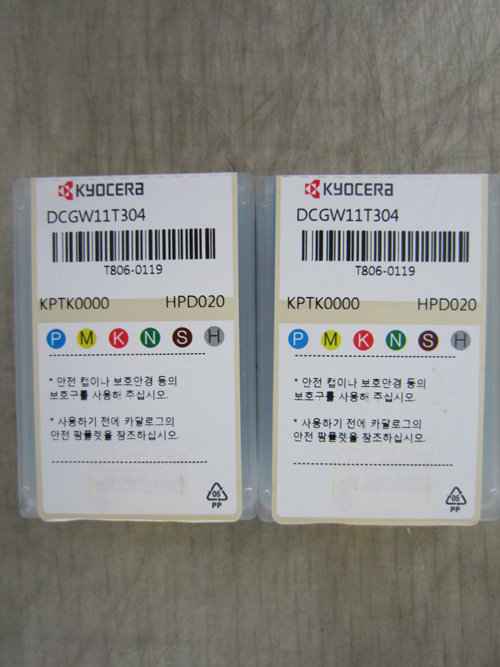 KYOCERA
DCGW11T304
T806-0119
KPTK0000 HPD020
P M K N S H
* 안전 컵이나 보호안경 등의
보호구를 사용해 주십시오.
* 사용하기 전에 카달로그의
안전 팜플렛을 참조하십시오.
05
PP
KYOCERA
DCGW11T304
T806-0119
KPTK0000 HPD020
P M K N S H
* 안전 컵이나 보호안경 등의
보호구를 사용해 주십시오.
* 사용하기 전에 카달로그의
안전 팜플렛을 참조하십시오.
05
PP